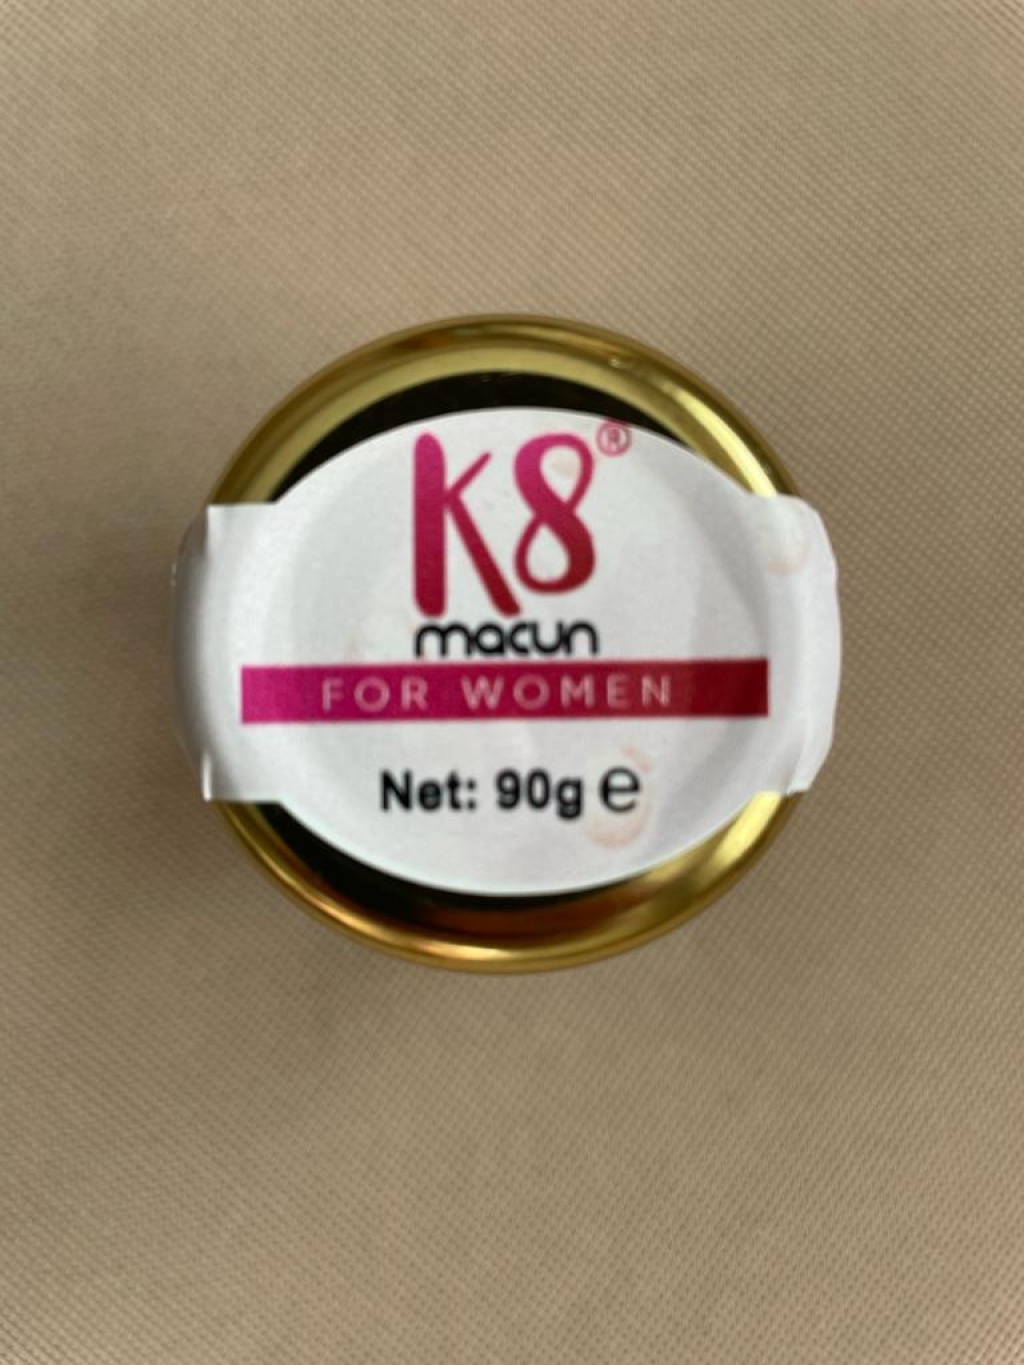 K8®
macun
FOR WOMEN
Net: 90g ℮